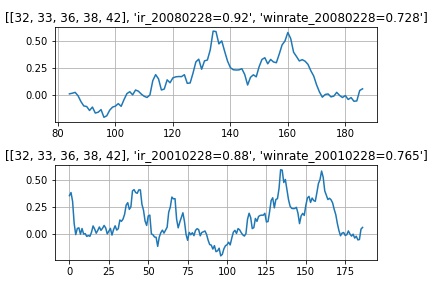 [[32, 33, 36, 38, 42], 'ir_20080228=0.92', 'winrate_20080228=0.728']
0.50
0.25
0.00
80 100 120 140 160 180
[[32, 33, 36, 38, 42], 'ir_20010228=0.88', 'winrate_20010228=0.765']
0.50
0.25
0.00
0 25 50 75 100 125 150 175